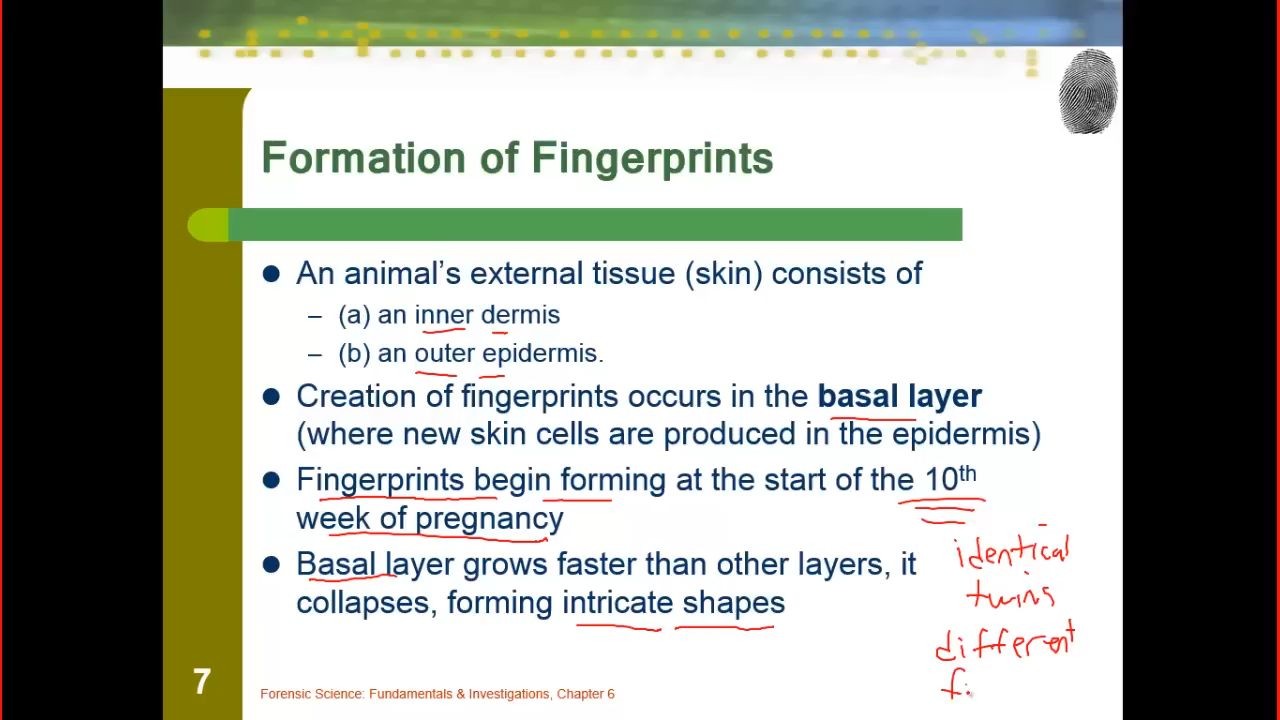 Formation of Fingerprints
● An animal’s external tissue (skin) consists of
– (a) an inner dermis
– (b) an outer epidermis.
● Creation of fingerprints occurs in the basal layer
(where new skin cells are produced in the epidermis)
● Fingerprints begin forming at the start of the 10th
week of pregnancy
● Basal layer grows faster than other layers, it
collapses, forming intricate shapes
identical
twins
different
fi
7
Forensic Science: Fundamentals & Investigations, Chapter 6